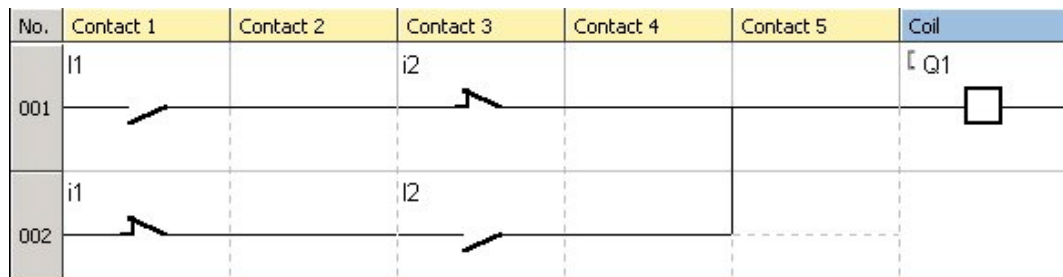 No. Contact 1 Contact 2 Contact 3 Contact 4 Contact 5 Coil
I1 i2 [ Q1
001
i1 I2
002